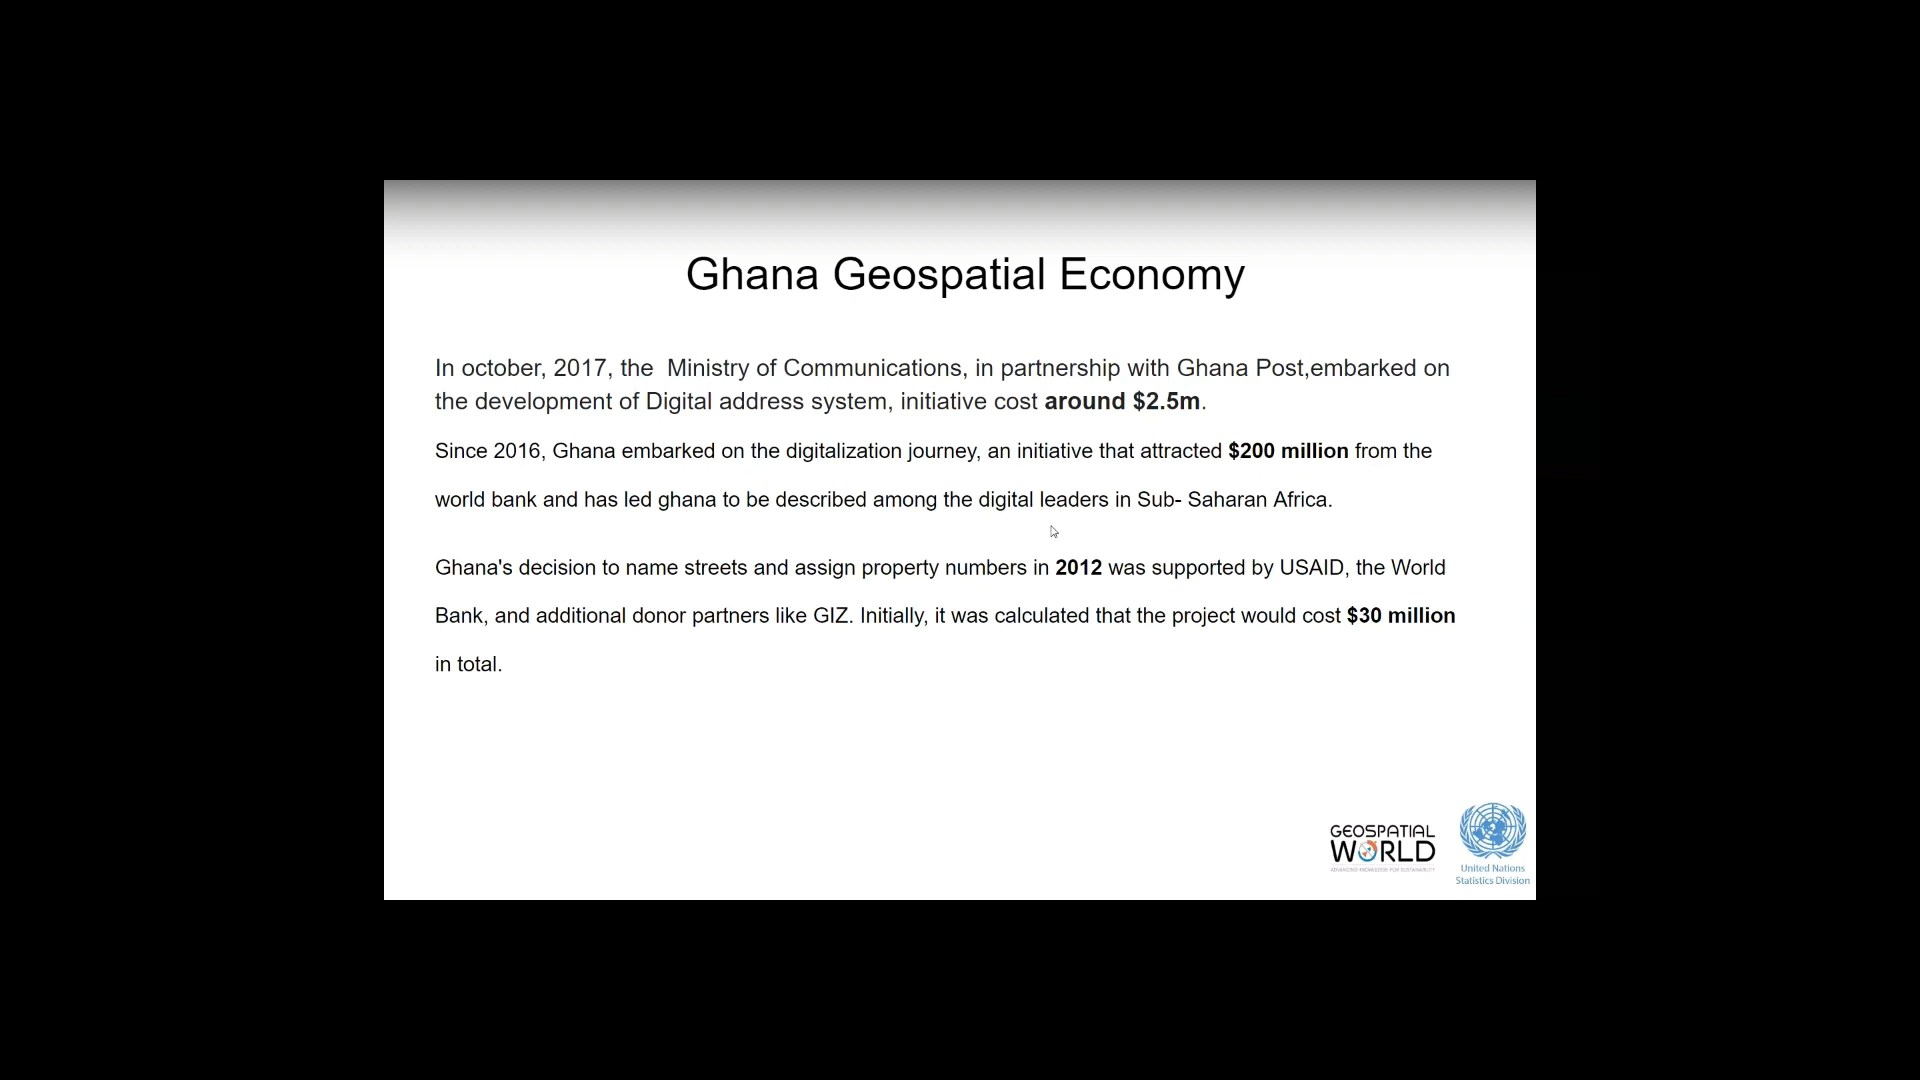 Ghana Geospatial Economy
In october, 2017, the  Ministry of Communications, in partnership with Ghana Post,embarked on
the development of Digital address system, initiative cost around $2.5m.
Since 2016, Ghana embarked on the digitalization journey, an initiative that attracted $200 million from the
world bank and has led ghana to be described among the digital leaders in Sub- Saharan Africa.
Ghana's decision to name streets and assign property numbers in 2012 was supported by USAID, the World
Bank, and additional donor partners like GIZ. Initially, it was calculated that the project would cost $30 million
in total.
GEOSPATIAL
WORLD
ADVANCING KNOWLEDGE FOR SUSTAINABILITY
United Nations
Statistics Division